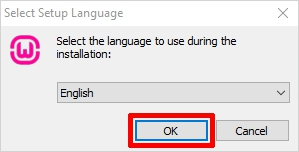 Select Setup Language
Select the language to use during the
installation:
English
OK
Cancel